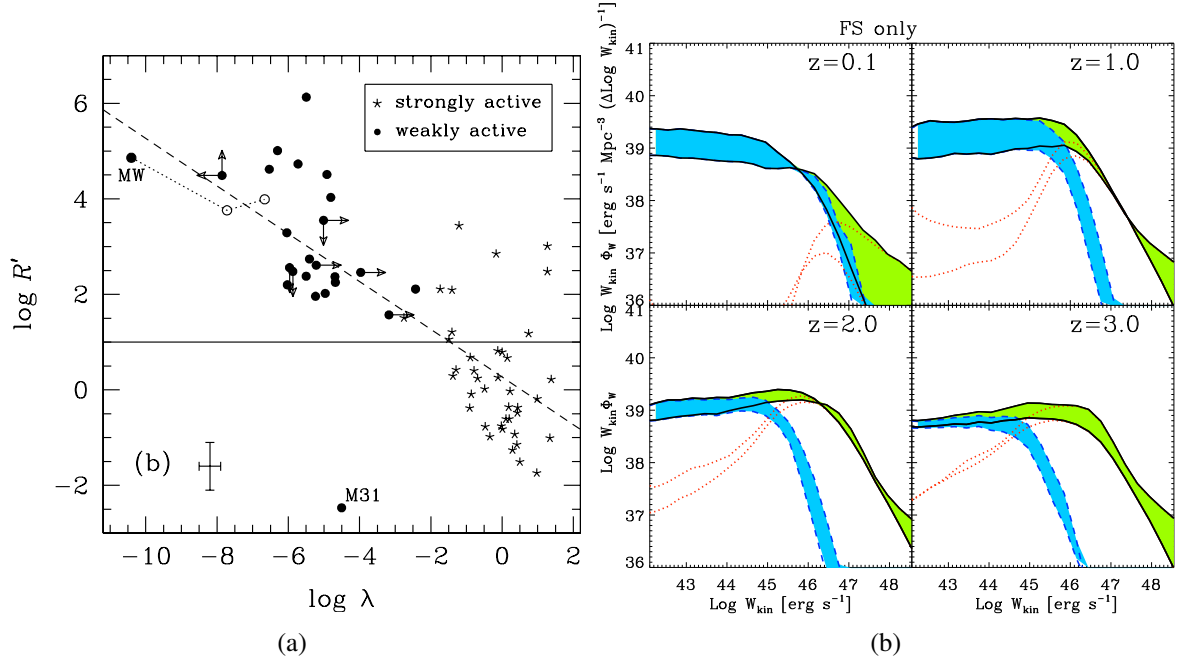 6
4
2
0
−2
log R′
−10
−8
−6
−4
−2
0
2
log λ
strongly active
weakly active
MW
M31
(b)
(a)
FS only
z=0.1
z=1.0
z=2.0
z=3.0
41
40
39
38
37
36
Log W_kin Φ_W [erg s⁻¹ Mpc⁻³ (ΔLog W_kin)⁻¹]
41
40
39
38
37
36
Log W_kinΦ_W
43 44 45 46 47 48
43 44 45 46 47 48
Log W_kin [erg s⁻¹]
Log W_kin [erg s⁻¹]
(b)